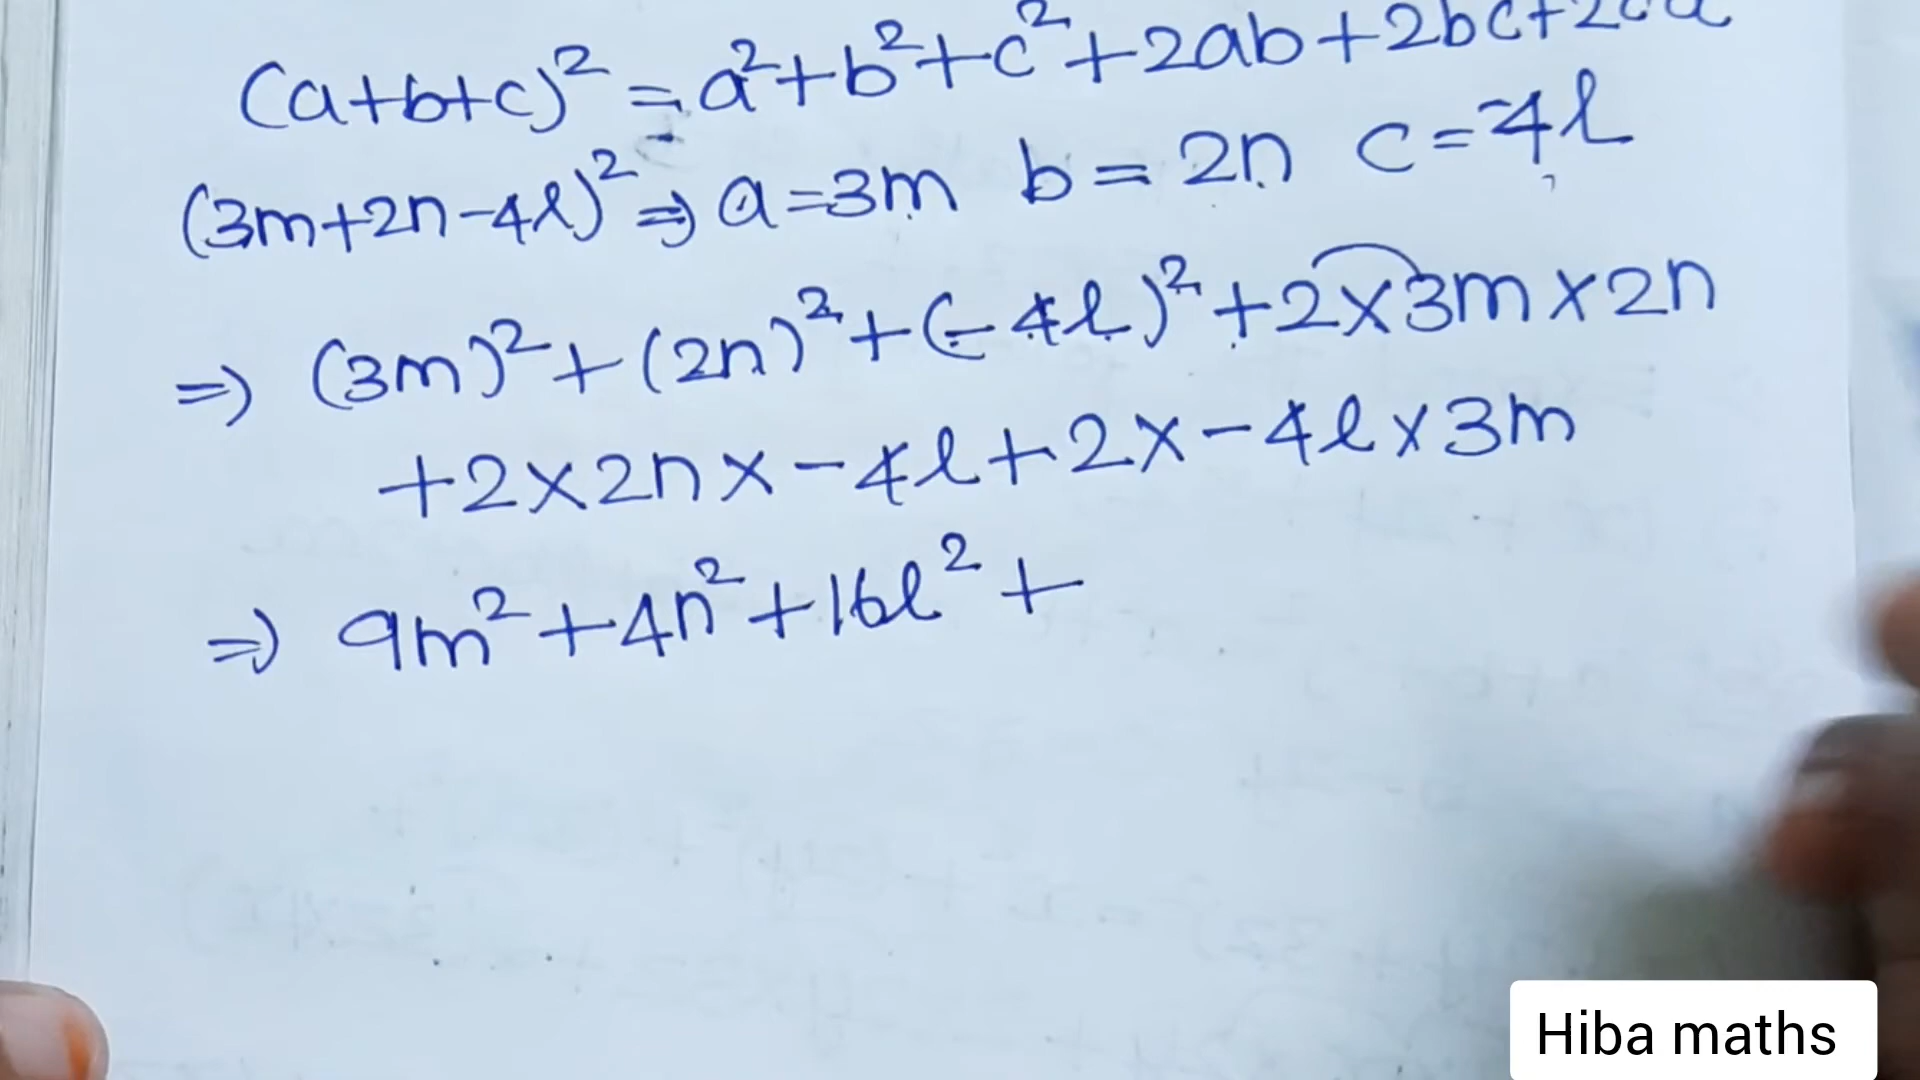 (a+b+c)² = a²+b²+c²+2ab+2bc+2ca
(3m+2n-4l)² ⇒ a=3m b=2n c=-4l
⇒ (3m)²+(2n)²+(-4l)²+2×3m×2n
+2×2n×-4l+2×-4l×3m
⇒ 9m²+4n²+16l²+
Hiba maths